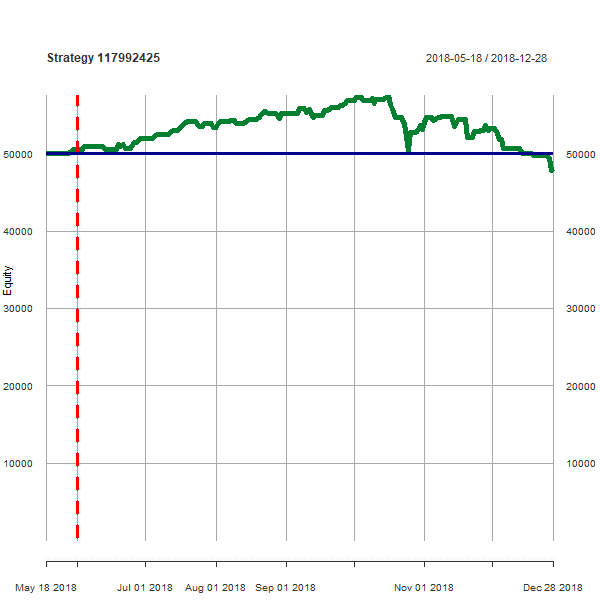 Strategy 117992425
2018-05-18 / 2018-12-28
50000
50000
40000
40000
Equity
30000
30000
20000
20000
10000
10000
May 18 2018
Jul 01 2018
Aug 01 2018
Sep 01 2018
Nov 01 2018
Dec 28 2018